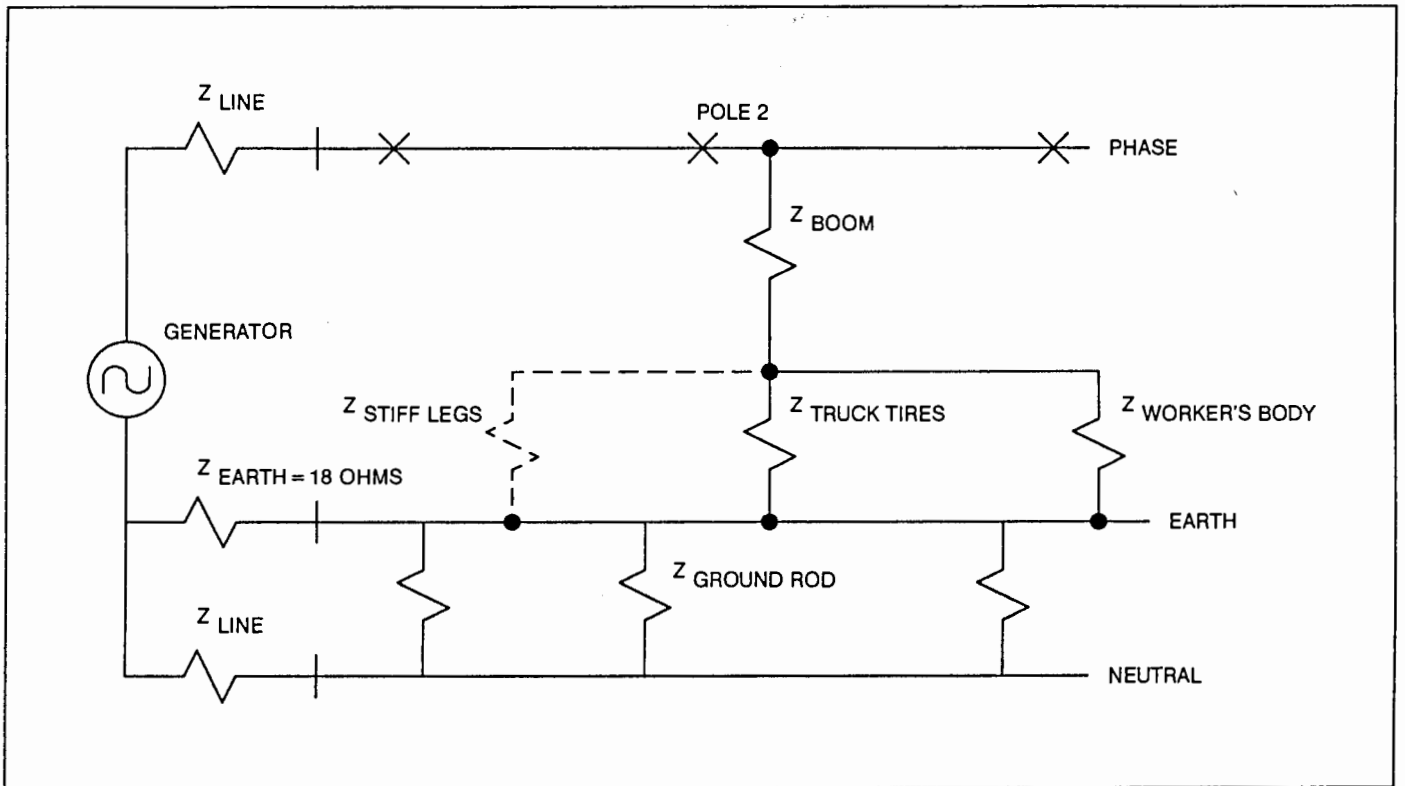 Z LINE
POLE 2
PHASE
Z BOOM
GENERATOR
Z STIFF LEGS
Z TRUCK TIRES
Z WORKER'S BODY
Z EARTH = 18 OHMS
EARTH
Z GROUND ROD
Z LINE
NEUTRAL